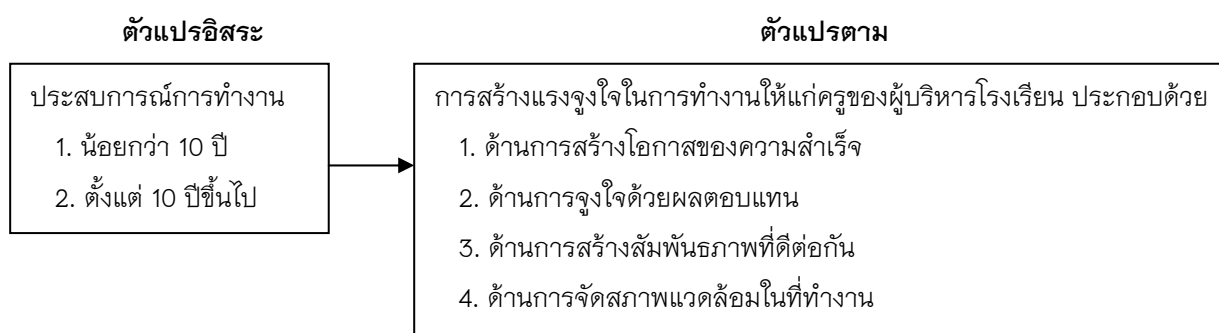 ตัวแปรอิสระ
ตัวแปรตาม
ประสบการณ์การทำงาน
1. น้อยกว่า 10 ปี
2. ตั้งแต่ 10 ปีขึ้นไป
การสร้างแรงจูงใจในการทำงานให้แก่ครูของผู้บริหารโรงเรียน ประกอบด้วย
1. ด้านการสร้างโอกาสของความสำเร็จ
2. ด้านการจูงใจด้วยผลตอบแทน
3. ด้านการสร้างสัมพันธภาพที่ดีต่อกัน
4. ด้านการจัดสภาพแวดล้อมในที่ทำงาน